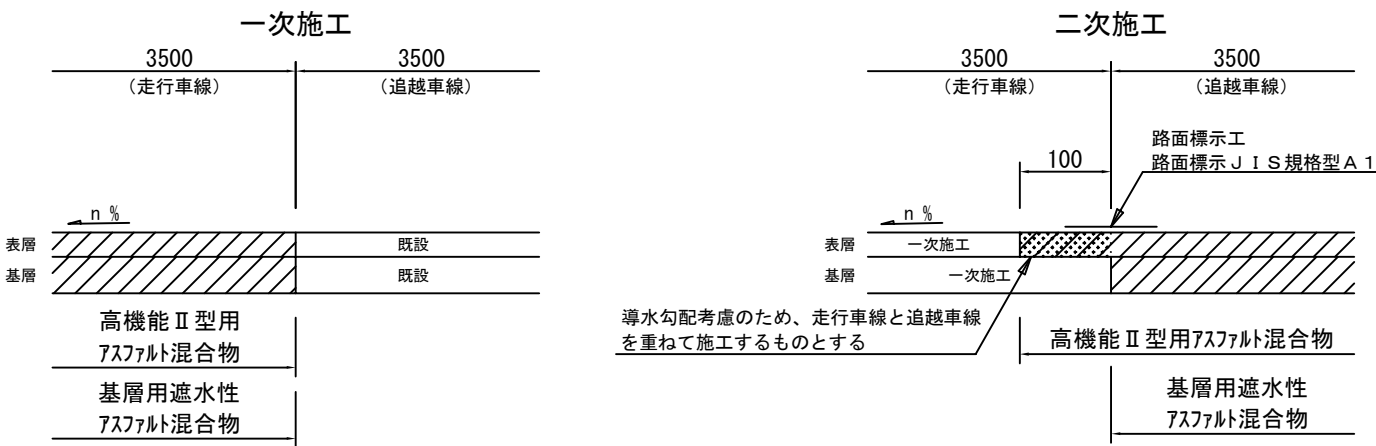 一次施工
3500
3500
(走行車線)
(追越車線)
n %
表層
既設
基層
既設
高機能Ⅱ型用
アスファルト混合物
基層用遮水性
アスファルト混合物
二次施工
3500
3500
(走行車線)
(追越車線)
路面標示工
路面標示JIS規格型A1
100
n %
表層
一次施工
基層
一次施工
導水勾配考慮のため、走行車線と追越車線
を重ねて施工するものとする
高機能Ⅱ型用アスファルト混合物
基層用遮水性
アスファルト混合物